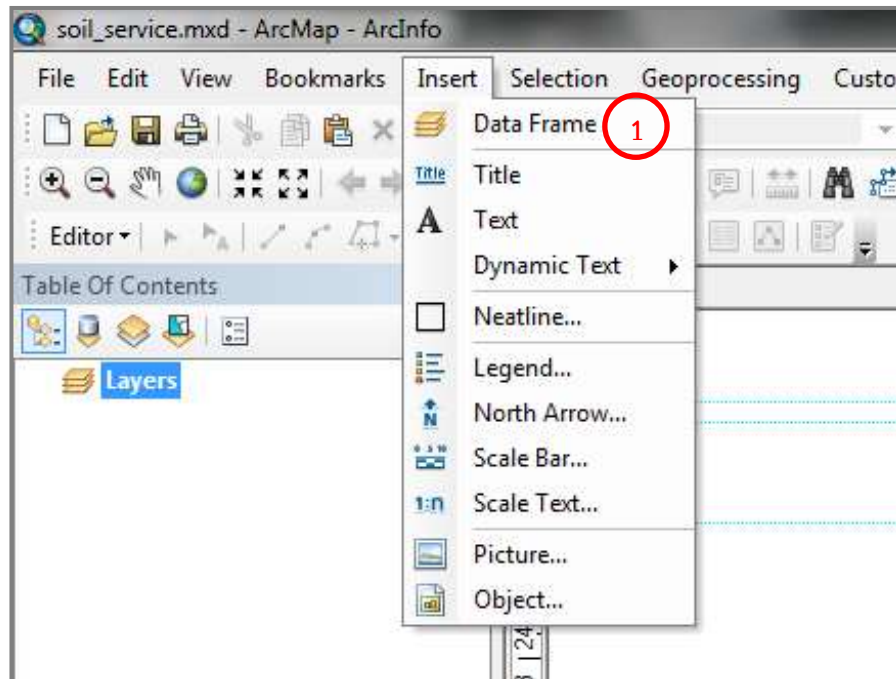 soil_service.mxd - ArcMap - ArcInfo
File Edit View Bookmarks Insert Selection Geoprocessing Custo
Data Frame 1
Title Title
A Text
Editor
Dynamic Text
Table Of Contents
Neatline...
Legend...
Layers
N North Arrow...
Scale Bar...
1:n Scale Text...
Picture...
Object...